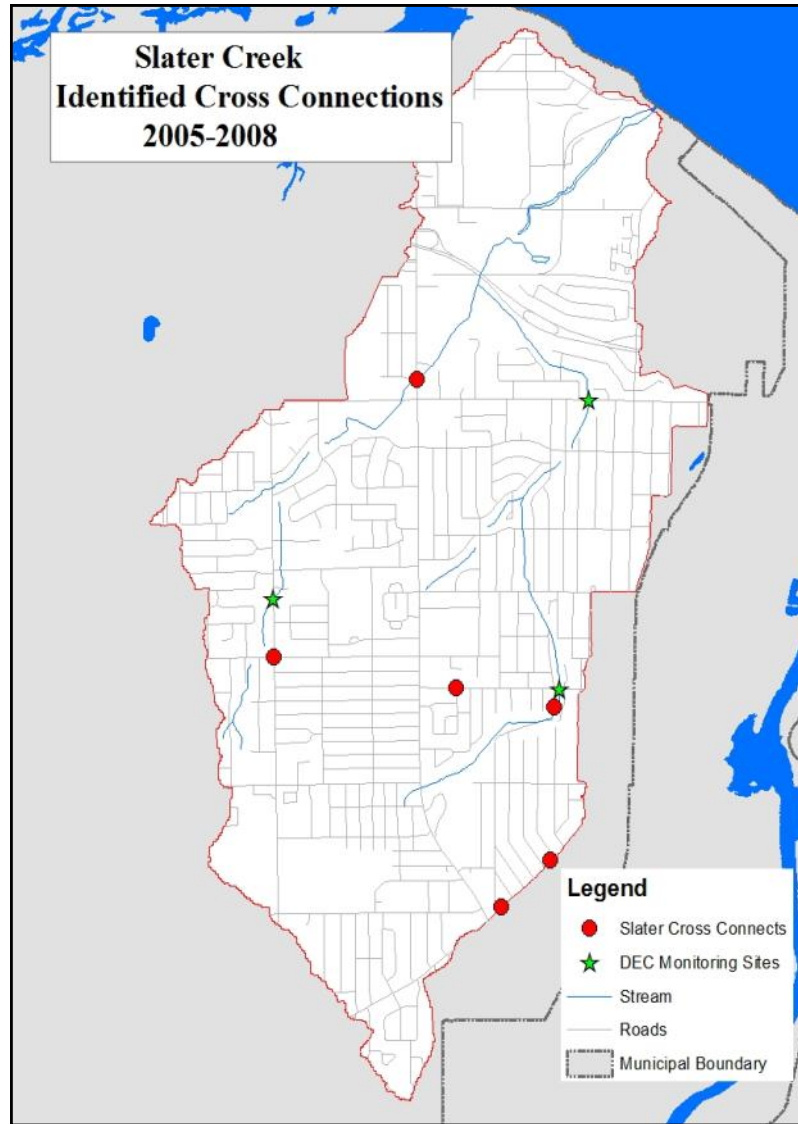 Slater Creek
Identified Cross Connections
2005-2008
Legend
Slater Cross Connects
DEC Monitoring Sites
Stream
Roads
Municipal Boundary